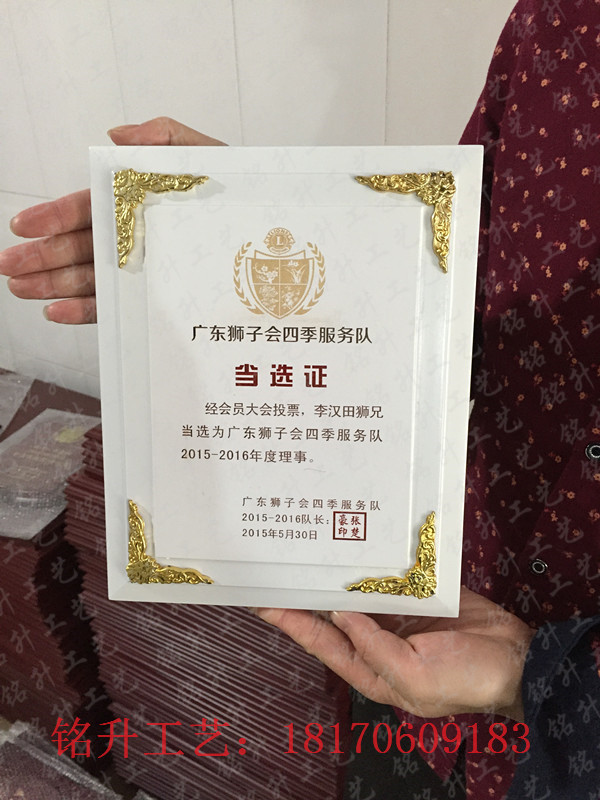 L
广东狮子会四季服务队
当选证
经会员大会投票，李汉田狮兄
当选为广东狮子会四季服务队
2015-2016年度理事。
广东狮子会四季服务队
2015-2016队长：
张楚豪印
2015年5月30日
铭升工艺：18170609183
铭升工艺